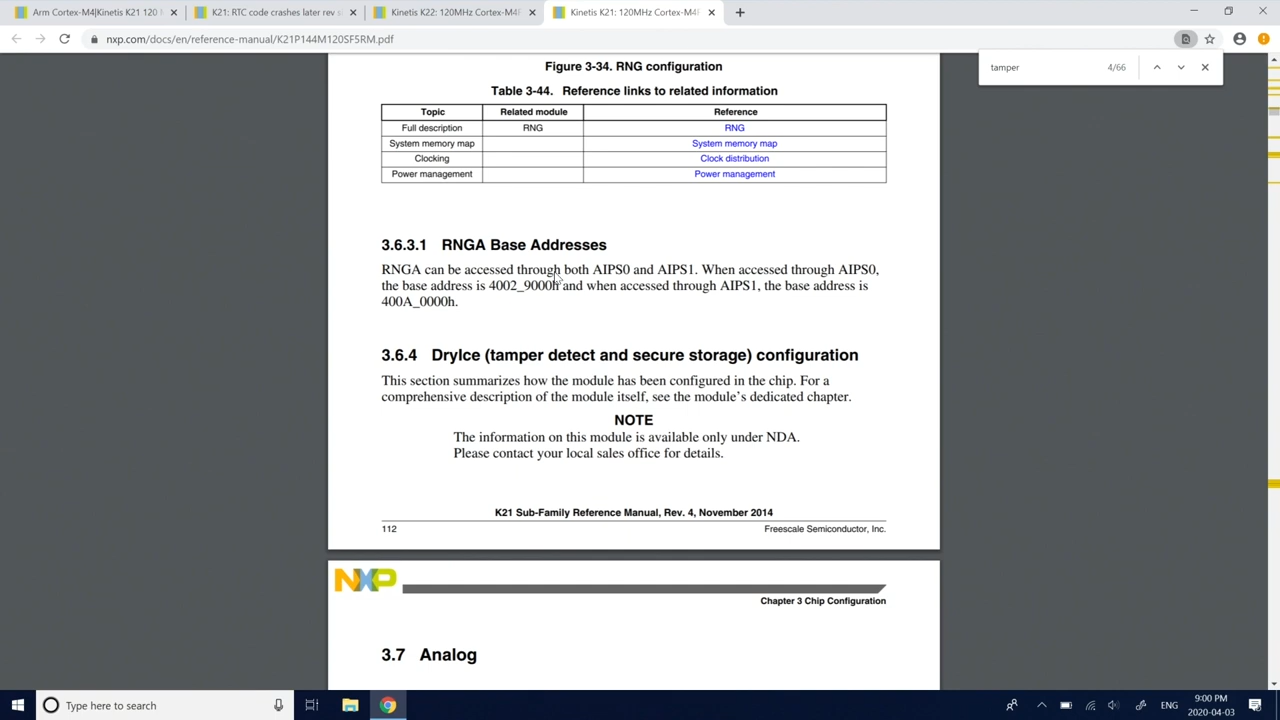 Arm Cortex-M4|Kinetis K21 120
K21: RTC code crashes later rev s
Kinetis K22: 120MHz Cortex-M4F
Kinetis K21: 120MHz Cortex-M4F
nxp.com/docs/en/reference-manual/K21P144M120SF5RM.pdf
tamper 4/66
Figure 3-34. RNG configuration
Table 3-44. Reference links to related information
Topic Related module Reference
Full description RNG RNG
System memory map System memory map
Clocking Clock distribution
Power management Power management
3.6.3.1 RNGA Base Addresses
RNGA can be accessed through both AIPS0 and AIPS1. When accessed through AIPS0,
the base address is 4002_9000h and when accessed through AIPS1, the base address is
400A_0000h.
3.6.4 DryIce (tamper detect and secure storage) configuration
This section summarizes how the module has been configured in the chip. For a
comprehensive description of the module itself, see the module's dedicated chapter.
NOTE
The information on this module is available only under NDA.
Please contact your local sales office for details.
K21 Sub-Family Reference Manual, Rev. 4, November 2014
112 Freescale Semiconductor, Inc.
NXP
Chapter 3 Chip Configuration
3.7 Analog
Type here to search
ENG
9:00 PM
2020-04-03